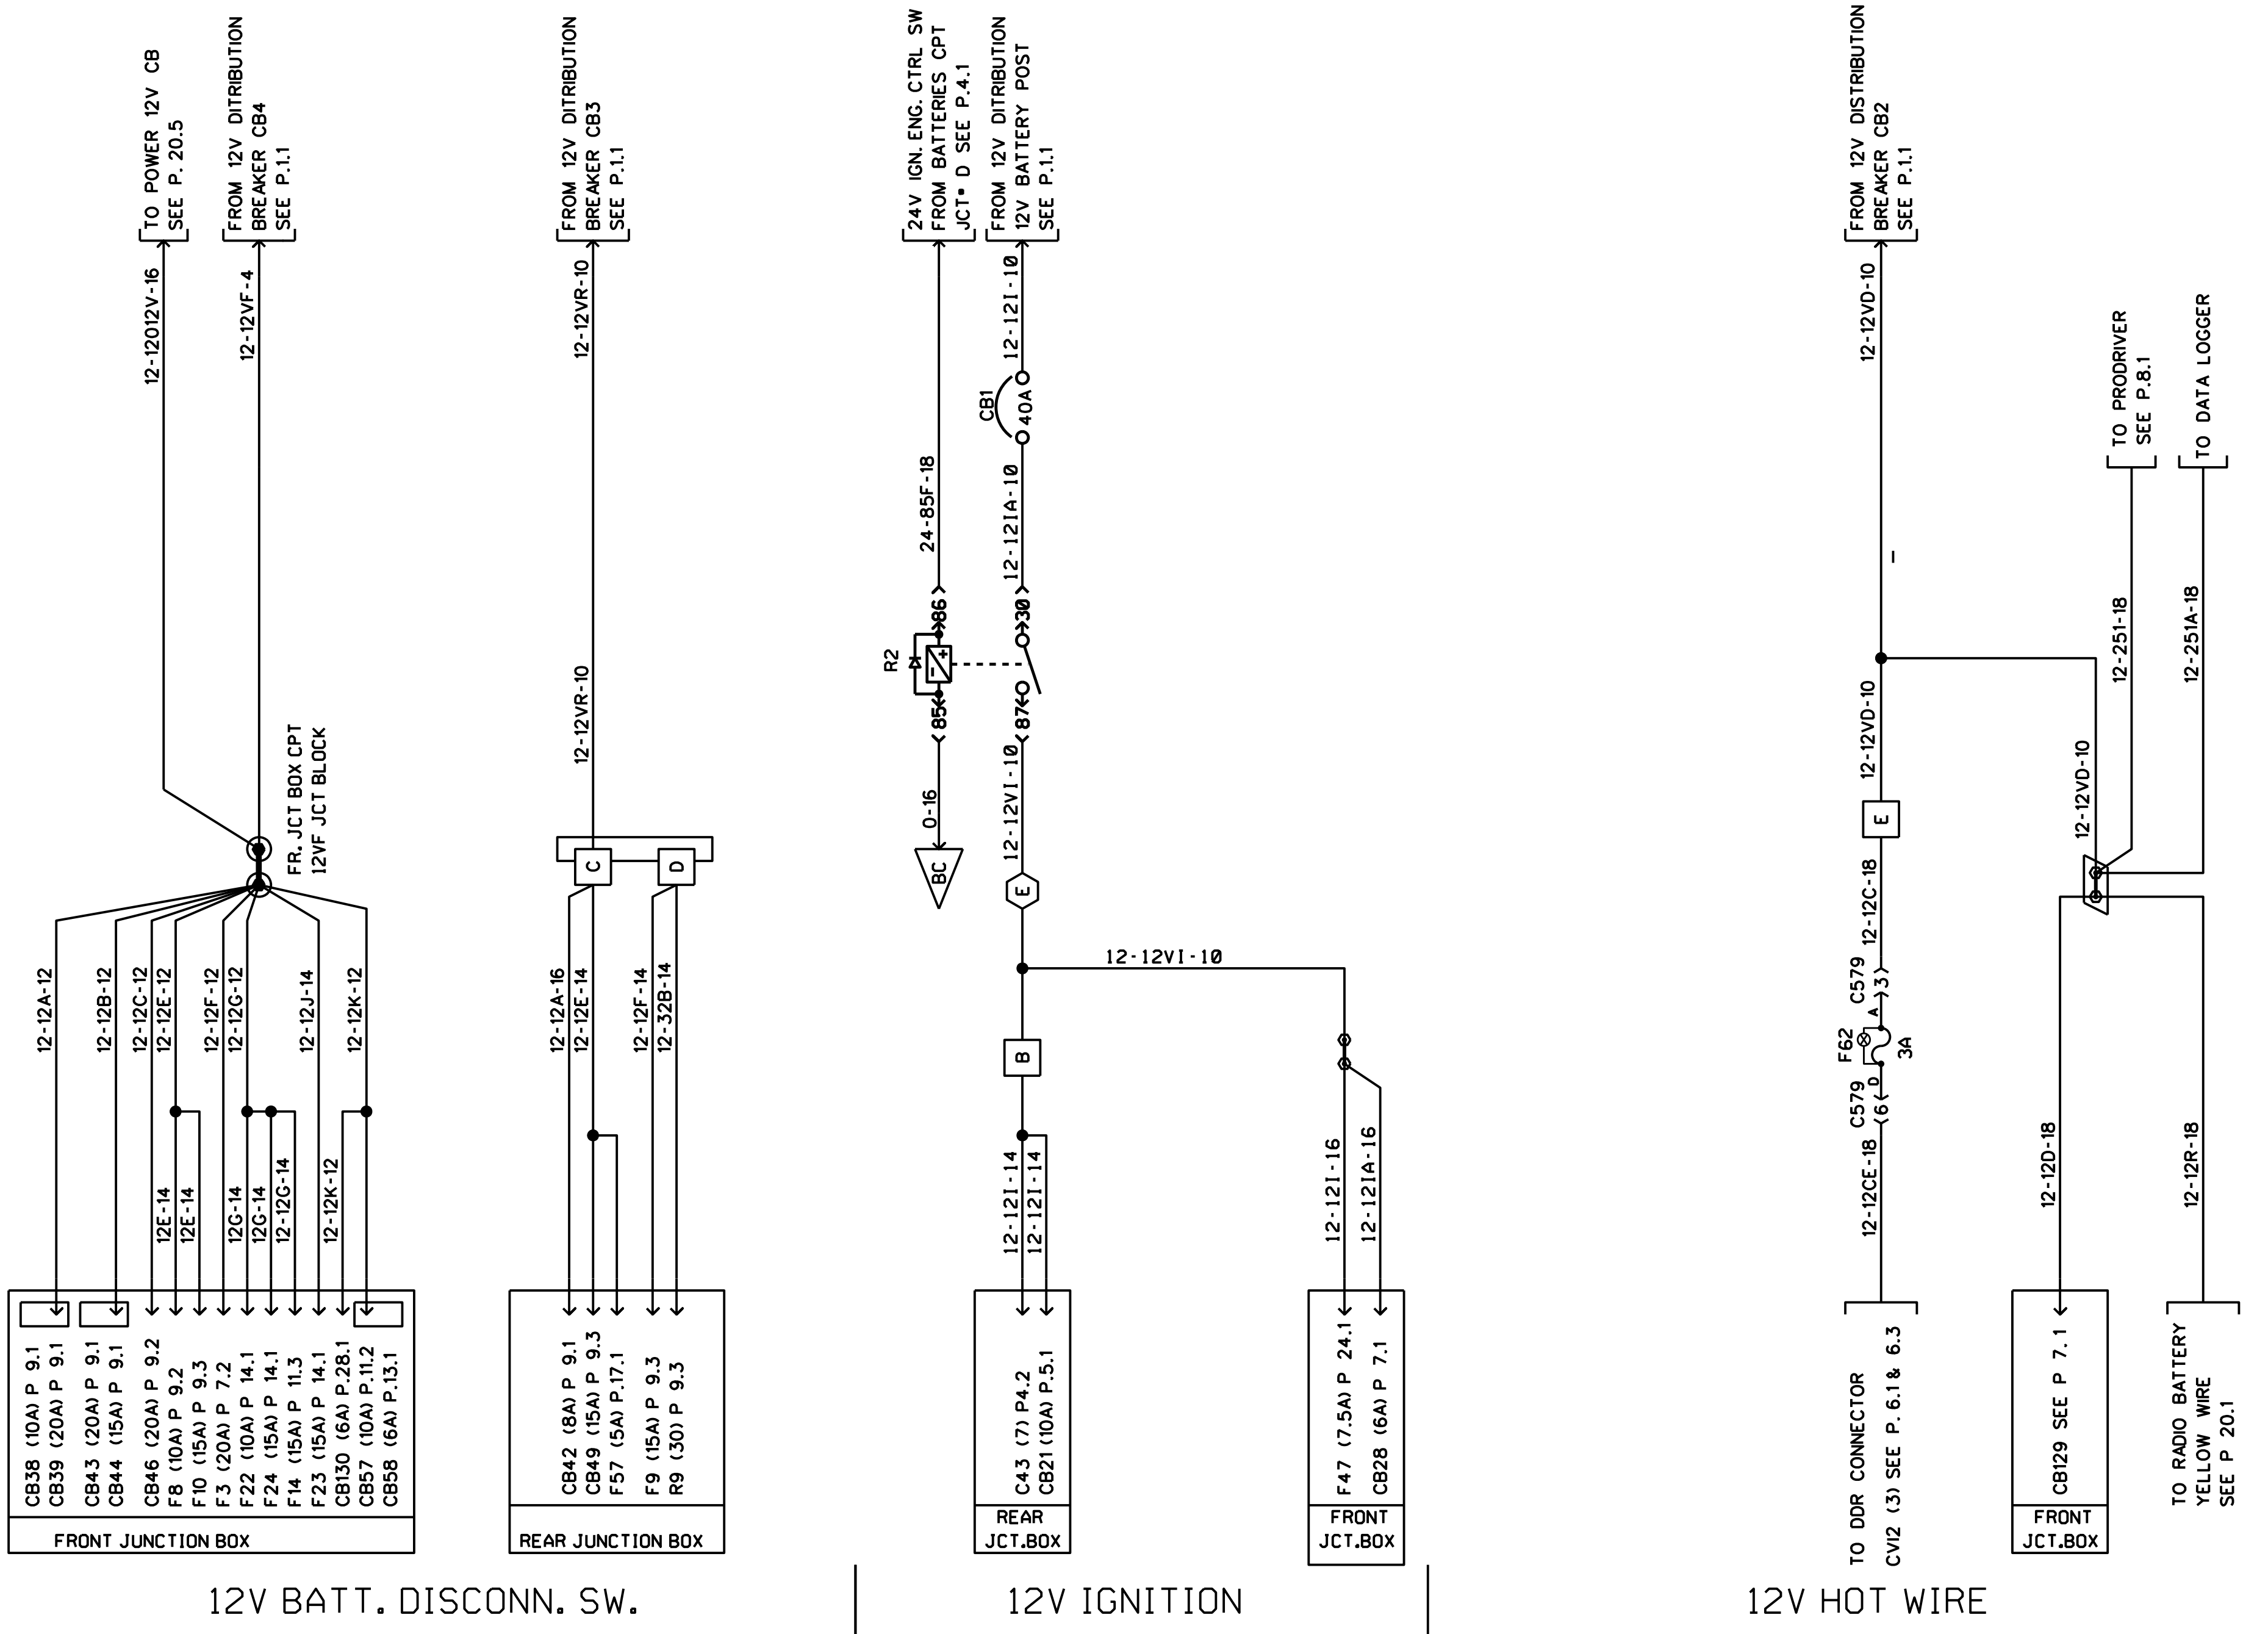 TO POWER 12V CB
SEE P. 20.5
FROM 12V DITRIBUTION
BREAKER CB4
SEE P.1.1
12-12012V-16
12-12VF-4
FR. JCT BOX CPT
12VF JCT BLOCK
12-12A-12
12-12B-12
12-12C-12
12-12E-12
12-12F-12
12-12G-12
12-12J-14
12-12K-12
12E-14
12E-14
12G-14
12G-14
12-12G-14
12-12K-12
CB38 (10A) P 9.1
CB39 (20A) P 9.1
CB43 (20A) P 9.1
CB44 (15A) P 9.1
CB46 (20A) P 9.2
F8 (10A) P 9.2
F10 (15A) P 9.3
F3 (20A) P 7.2
F22 (10A) P 14.1
F24 (15A) P 14.1
F14 (15A) P 11.3
F23 (15A) P 14.1
CB130 (6A) P.28.1
CB57 (10A) P.11.2
CB58 (6A) P.13.1
FRONT JUNCTION BOX
FROM 12V DITRIBUTION
BREAKER CB3
SEE P.1.1
12-12VR-10
12-12VR-10
C
D
12-12A-16
12-12E-14
12-12F-14
12-32B-14
CB42 (8A) P 9.1
CB49 (15A) P 9.3
F57 (5A) P.17.1
F9 (15A) P 9.3
R9 (30) P 9.3
REAR JUNCTION BOX
12V BATT. DISCONN. SW.
24V IGN. ENG. CTRL SW
FROM BATTERIES CPT
JCT• D SEE P.4.1
FROM 12V DITRIBUTION
12V BATTERY POST
SEE P.1.1
12-12I-10
CB1
40A
24-85F-18
12-12IA-10
86
30
R2
+
-
85
87
0-16
12-12VI-10
BC
E
12-12VI-10
B
12-12I-14
12-12I-14
12-12I-16
12-12IA-16
C43 (7) P4.2
CB21 (10A) P.5.1
REAR
JCT.BOX
F47 (7.5A) P 24.1
CB28 (6A) P 7.1
FRONT
JCT.BOX
12V IGNITION
FROM 12V DISTRIBUTION
BREAKER CB2
SEE P.1.1
12-12VD-10
TO PRODRIVER
SEE P.8.1
TO DATA LOGGER
12-251-18
12-251A-18
12-12VD-10
12-12VD-10
E
12-12C-18
C579
3
A
F62
3A
D
C579
6
12-12CE-18
12-12D-18
12-12R-18
TO DDR CONNECTOR
CVI2 (3) SEE P. 6.1 & 6.3
CB129 SEE P 7.1
FRONT
JCT.BOX
TO RADIO BATTERY
YELLOW WIRE
SEE P 20.1
12V HOT WIRE